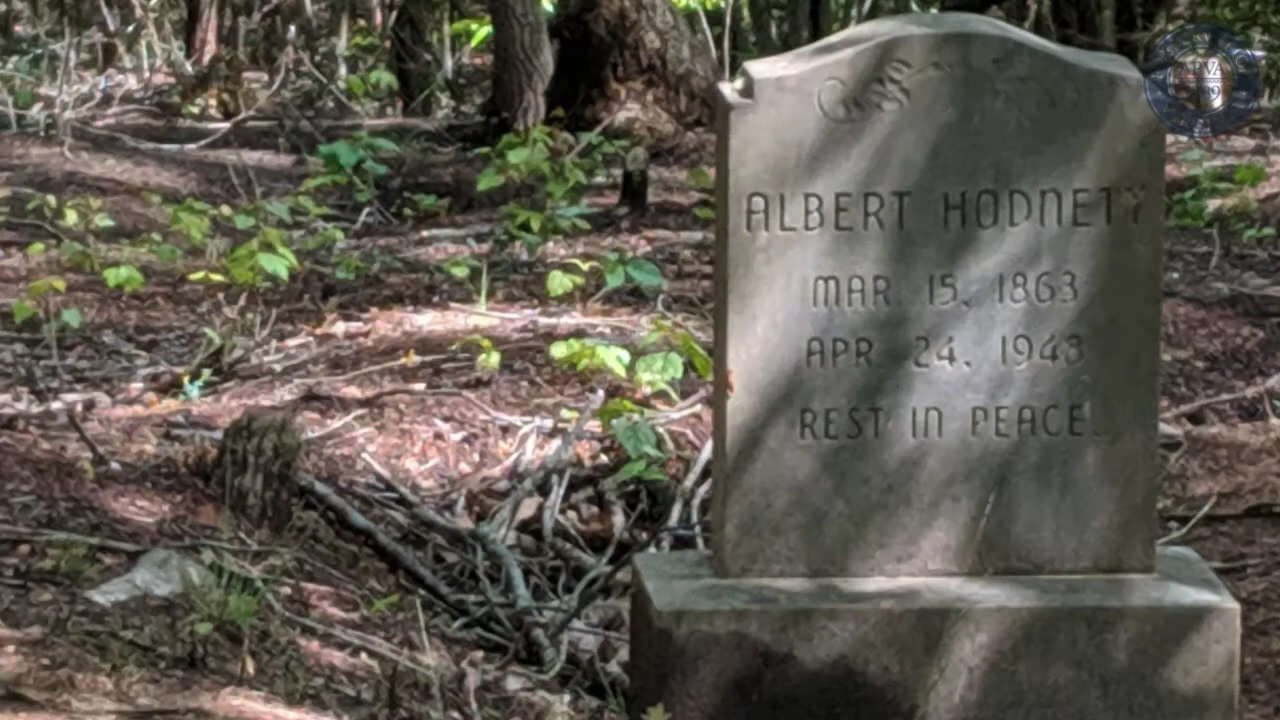 ALBERT HODNETT
MAR. 15, 1863
APR. 24, 1943
REST IN PEACE.